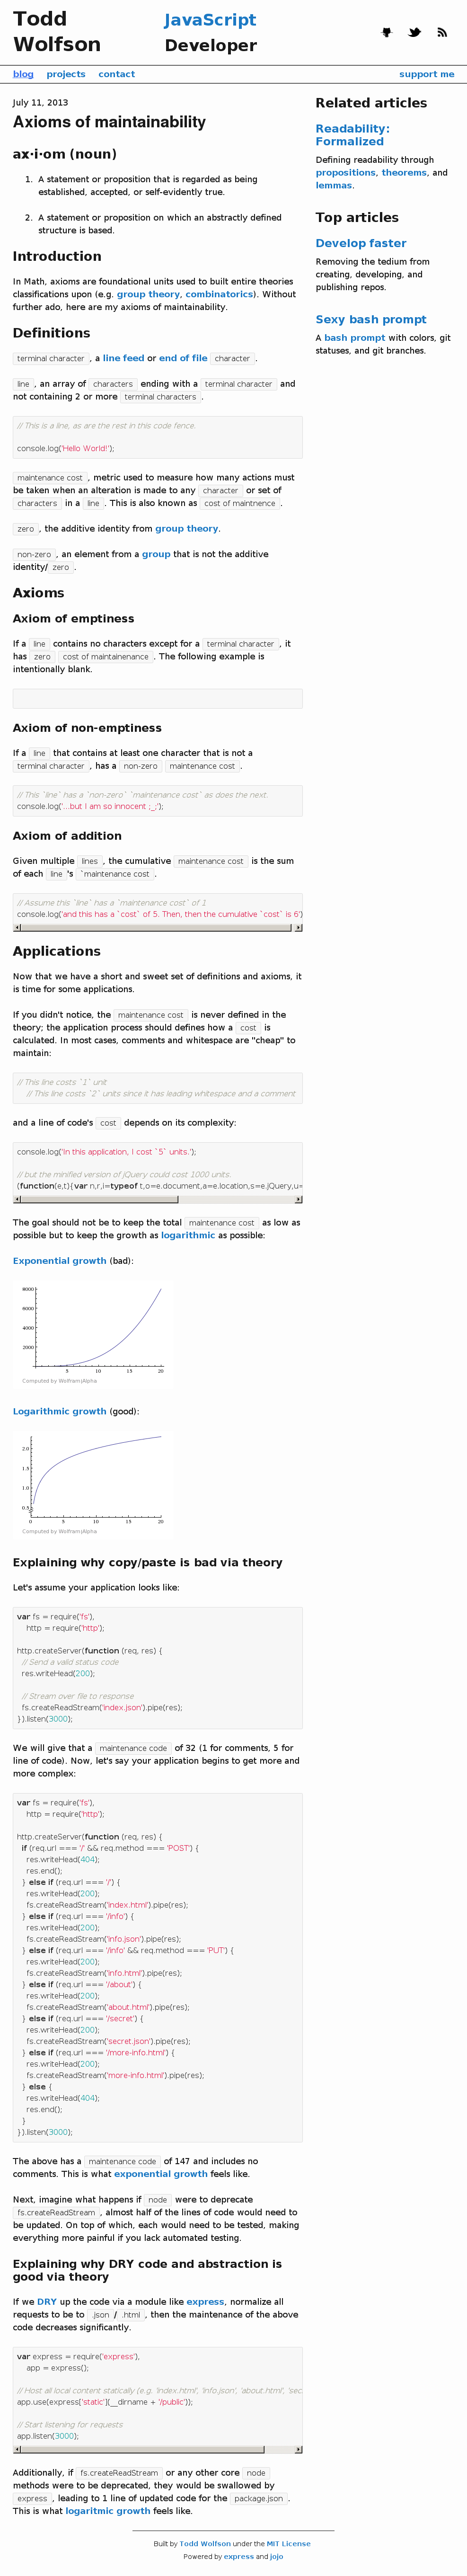 Todd
Wolfson
JavaScript
Developer
blog projects contact support me
July 11, 2013
Axioms of maintainability
ax·i·om (noun)
1. A statement or proposition that is regarded as being
established, accepted, or self-evidently true.
2. A statement or proposition on which an abstractly defined
structure is based.
Introduction
In Math, axioms are foundational units used to built entire theories
classifications upon (e.g. group theory, combinatorics). Without
further ado, here are my axioms of maintainability.
Definitions
terminal character , a line feed or end of file character .
line , an array of characters ending with a terminal character and
not containing 2 or more terminal characters .
// This is a line, as are the rest in this code fence.
console.log('Hello World!');
maintenance cost , metric used to measure how many actions must
be taken when an alteration is made to any character or set of
characters in a line . This is also known as cost of maintnence .
zero , the additive identity from group theory.
non-zero , an element from a group that is not the additive
identity/ zero .
Axioms
Axiom of emptiness
If a line contains no characters except for a terminal character , it
has zero cost of maintainenance . The following example is
intentionally blank.
Axiom of non-emptiness
If a line that contains at least one character that is not a
terminal character , has a non-zero maintenance cost .
// This `line` has a `non-zero` `maintenance cost` as does the next.
console.log('...but I am so innocent ;_;');
Axiom of addition
Given multiple lines , the cumulative maintenance cost is the sum
of each line 's `maintenance cost .
// Assume this `line` has a `maintenance cost` of 1
console.log('and this has a `cost` of 5. Then, then the cumulative `cost` is 6')
Applications
Now that we have a short and sweet set of definitions and axioms, it
is time for some applications.
If you didn't notice, the maintenance cost is never defined in the
theory; the application process should defines how a cost is
calculated. In most cases, comments and whitespace are "cheap" to
maintain:
// This line costs `1` unit
// This line costs `2` units since it has leading whitespace and a comment
and a line of code's cost depends on its complexity:
console.log('In this application, I cost `5` units.');
// but the minified version of jQuery could cost 1000 units.
(function(e,t){var n,r,i=typeof t,o=e.document,a=e.location,s=e.jQuery,u=
The goal should not be to keep the total maintenance cost as low as
possible but to keep the growth as logarithmic as possible:
Exponential growth (bad):
8000
6000
4000
2000
5 10 15 20
Computed by Wolfram|Alpha
Logarithmic growth (good):
2.0
1.5
1.0
0.5
0 5 10 15 20
Computed by Wolfram|Alpha
Explaining why copy/paste is bad via theory
Let's assume your application looks like:
var fs = require('fs'),
http = require('http');
http.createServer(function (req, res) {
// Send a valid status code
res.writeHead(200);
// Stream over file to response
fs.createReadStream('index.json').pipe(res);
}).listen(3000);
We will give that a maintenance code of 32 (1 for comments, 5 for
line of code). Now, let's say your application begins to get more and
more complex:
var fs = require('fs'),
http = require('http');
http.createServer(function (req, res) {
if (req.url === '/' && req.method === 'POST') {
res.writeHead(404);
res.end();
} else if (req.url === '/') {
res.writeHead(200);
fs.createReadStream('index.html').pipe(res);
} else if (req.url === '/info') {
res.writeHead(200);
fs.createReadStream('info.json').pipe(res);
} else if (req.url === '/info' && req.method === 'PUT') {
res.writeHead(200);
fs.createReadStream('info.html').pipe(res);
} else if (req.url === '/about') {
res.writeHead(200);
fs.createReadStream('about.html').pipe(res);
} else if (req.url === '/secret') {
res.writeHead(200);
fs.createReadStream('secret.json').pipe(res);
} else if (req.url === '/more-info.html') {
res.writeHead(200);
fs.createReadStream('more-info.html').pipe(res);
} else {
res.writeHead(404);
res.end();
}
}).listen(3000);
The above has a maintenance code of 147 and includes no
comments. This is what exponential growth feels like.
Next, imagine what happens if node were to deprecate
fs.createReadStream , almost half of the lines of code would need to
be updated. On top of which, each would need to be tested, making
everything more painful if you lack automated testing.
Explaining why DRY code and abstraction is
good via theory
If we DRY up the code via a module like express, normalize all
requests to be to .json / .html , then the maintenance of the above
code decreases significantly.
var express = require('express'),
app = express();
// Host all local content statically (e.g. 'index.html', 'info.json', 'about.html', 'sec
app.use(express['static'](__dirname + '/public'));
// Start listening for requests
app.listen(3000);
Additionally, if fs.createReadStream or any other core node
methods were to be deprecated, they would be swallowed by
express , leading to 1 line of updated code for the package.json .
This is what logaritmic growth feels like.
Related articles
Readability:
Formalized
Defining readability through
propositions, theorems, and
lemmas.
Top articles
Develop faster
Removing the tedium from
creating, developing, and
publishing repos.
Sexy bash prompt
A bash prompt with colors, git
statuses, and git branches.
Built by Todd Wolfson under the MIT License
Powered by express and jojo